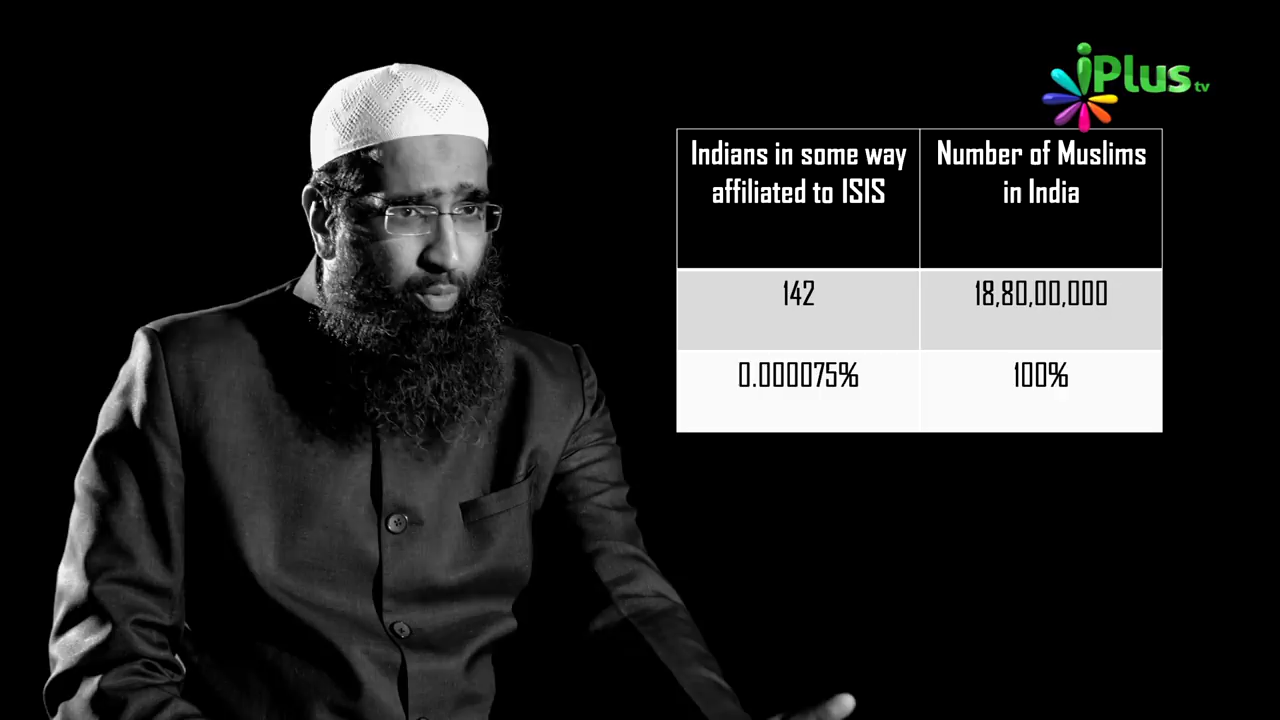 iPlus tv
Indians in some way
affiliated to ISIS
Number of Muslims
in India
142
18,80,00,000
0.000075%
100%